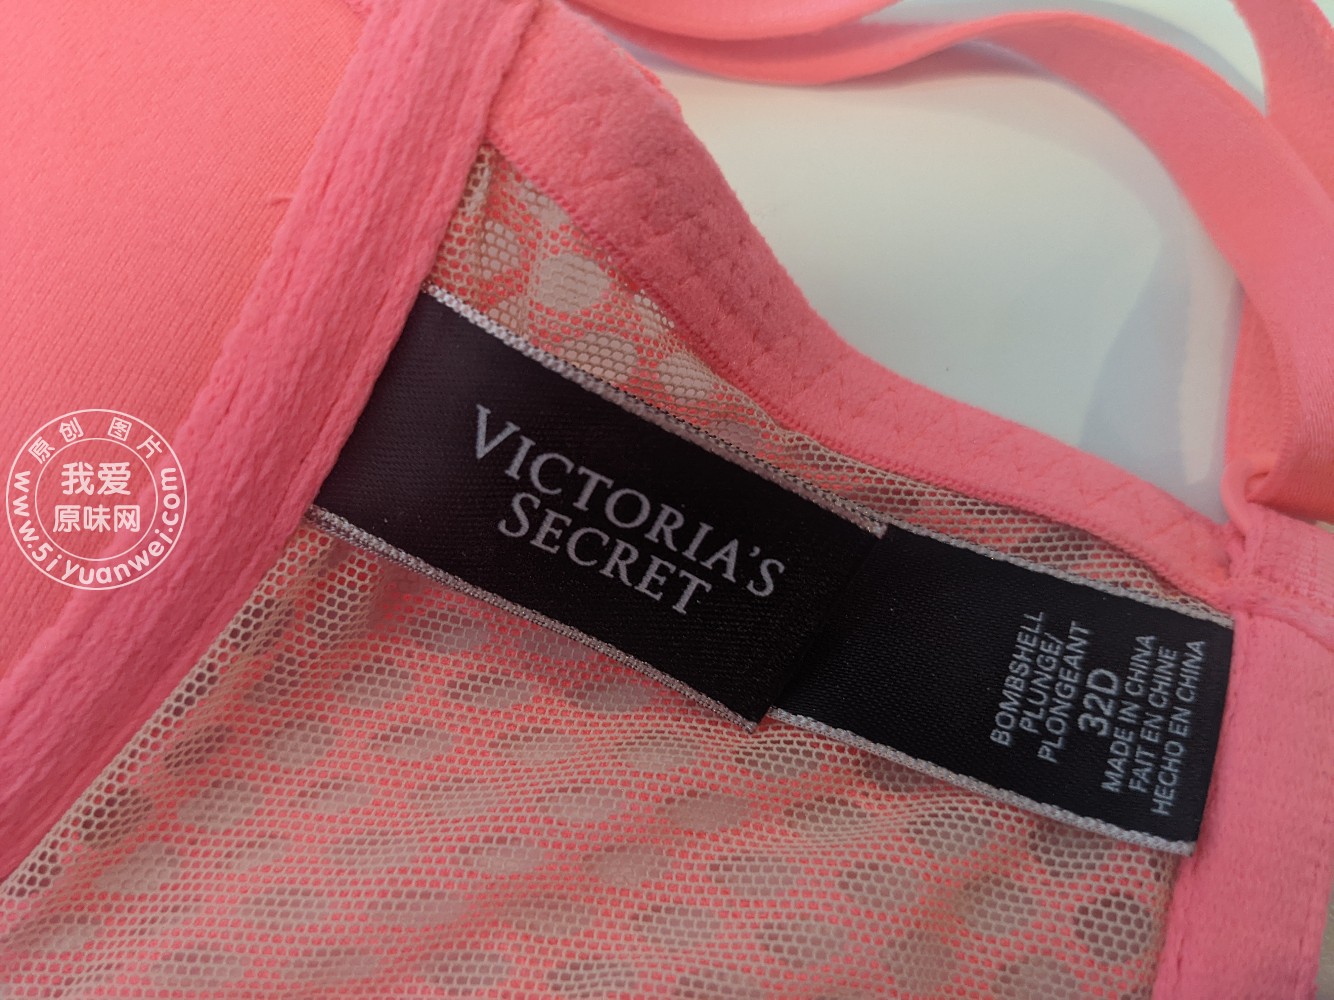 VICTORIA'S
SECRET
BOMBSHELL
PLUNGE/
PLONGEANT
32D
MADE IN CHINA
FAIT EN CHINE
HECHO EN CHINA
原创 图片
我爱
原味网
www.5iyuanwei.com